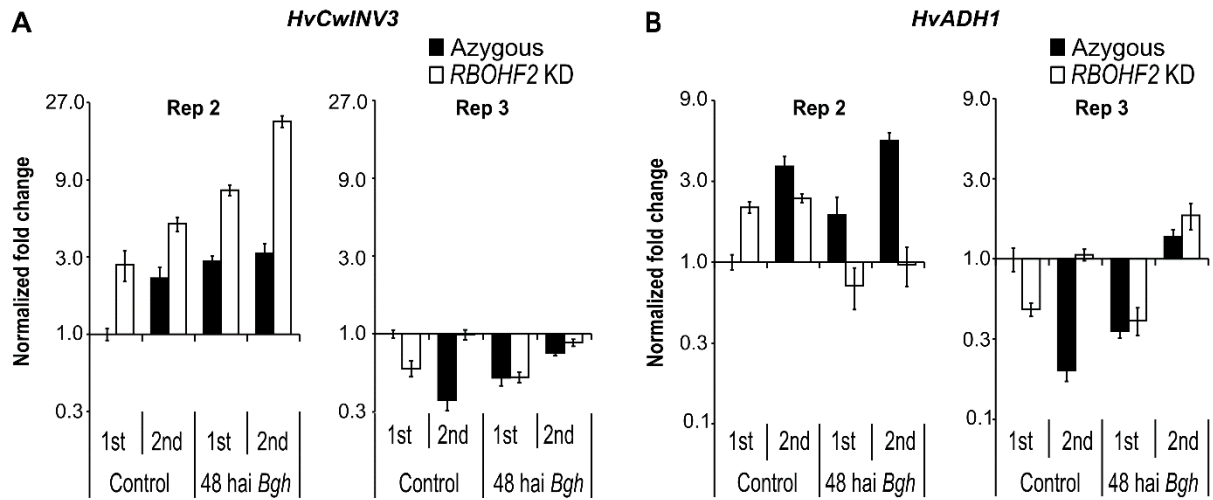 A
HvCwINV3
Azygous
RBOHF2 KD
Rep 2
Rep 3
Normalized fold change
27.0
9.0
3.0
1.0
0.3
27.0
9.0
3.0
1.0
0.3
1st 2nd 1st 2nd
Control 48 hai Bgh
1st 2nd 1st 2nd
Control 48 hai Bgh
B
HvADH1
Azygous
RBOHF2 KD
Rep 2
Rep 3
Normalized fold change
9.0
3.0
1.0
0.3
0.1
9.0
3.0
1.0
0.3
0.1
1st 2nd 1st 2nd
Control 48 hai Bgh
1st 2nd 1st 2nd
Control 48 hai Bgh